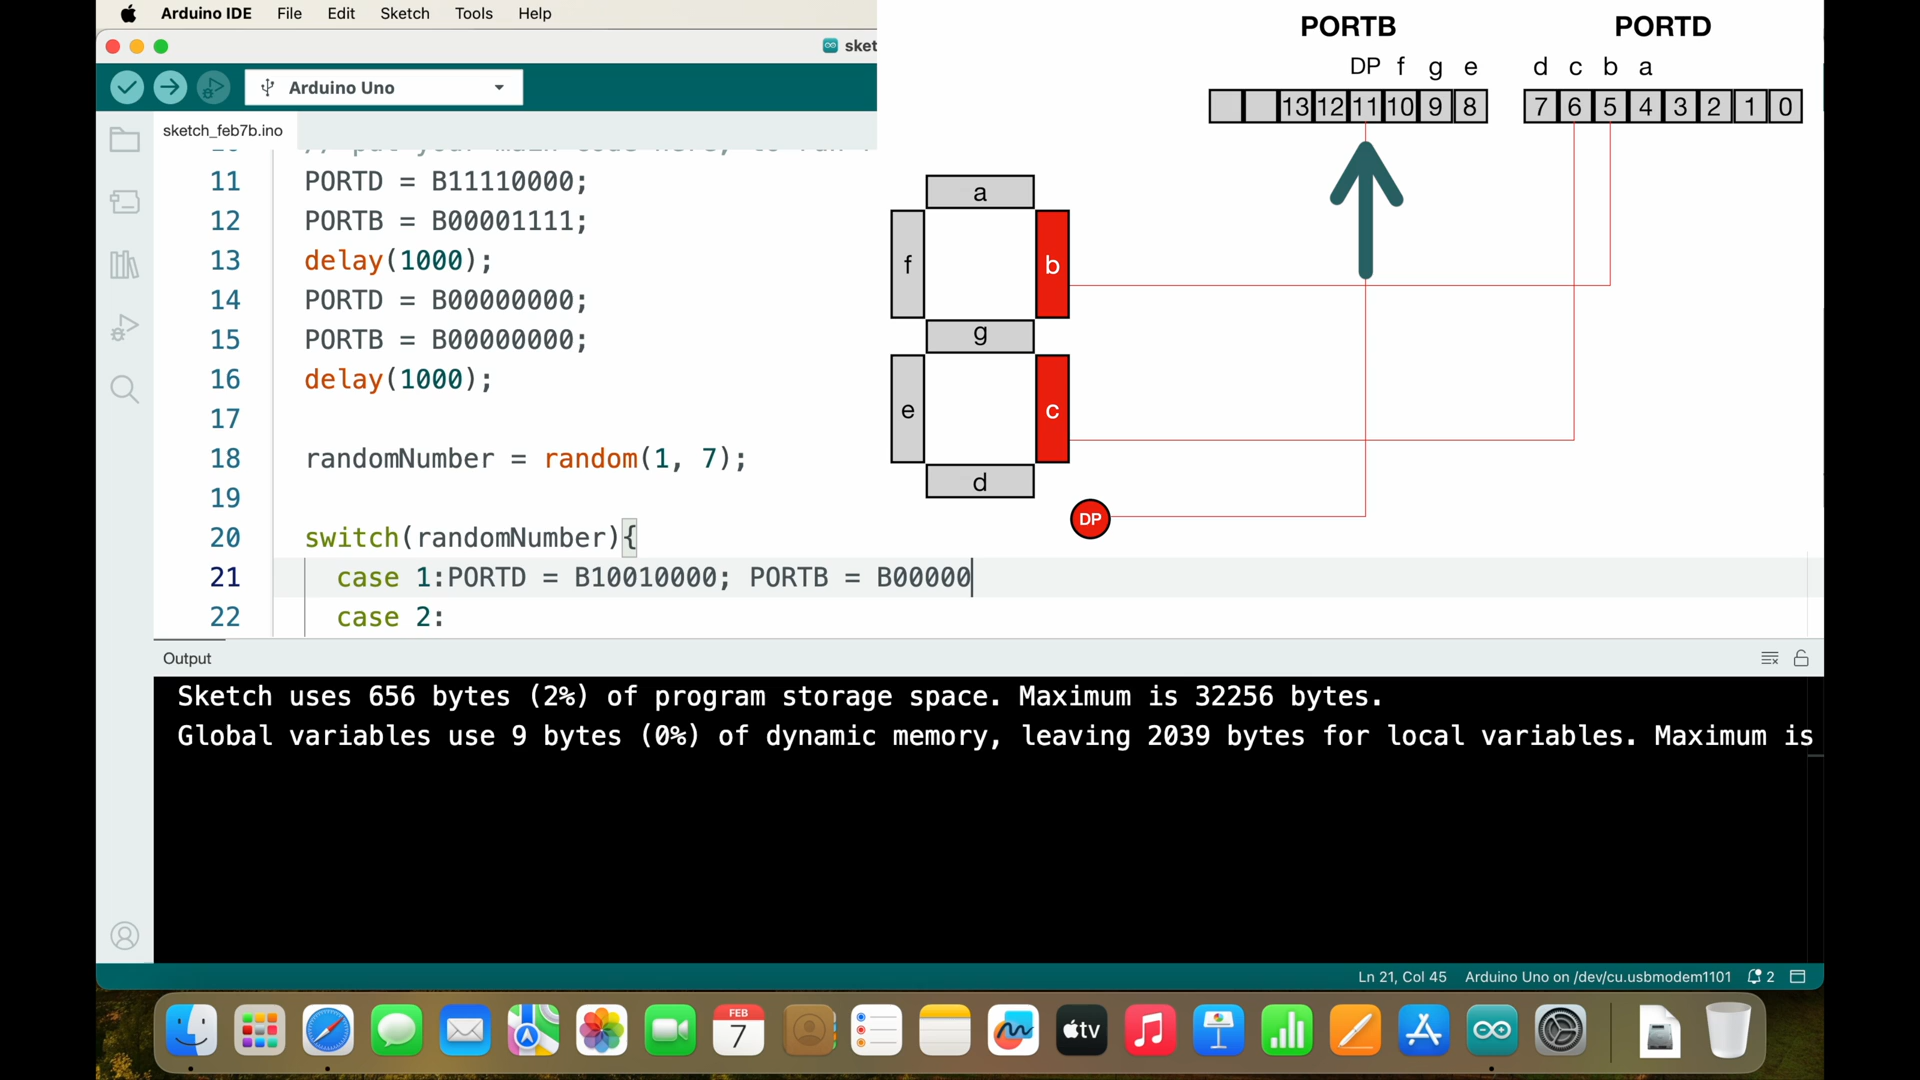 Arduino IDE File Edit Sketch Tools Help
sket
Arduino Uno
sketch_feb7b.ino
11 PORTD = B11110000;
12 PORTB = B00001111;
13 delay(1000);
14 PORTD = B00000000;
15 PORTB = B00000000;
16 delay(1000);
17
18 randomNumber = random(1, 7);
19
20 switch(randomNumber){
21 case 1:PORTD = B10010000; PORTB = B00000
22 case 2:
PORTB PORTD
DP f g e d c b a
13 12 11 10 9 8 7 6 5 4 3 2 1 0
a
f b
g
e c
d
DP
Output
Sketch uses 656 bytes (2%) of program storage space. Maximum is 32256 bytes.
Global variables use 9 bytes (0%) of dynamic memory, leaving 2039 bytes for local variables. Maximum is
Ln 21, Col 45 Arduino Uno on /dev/cu.usbmodem1101 2
FEB
7
tv